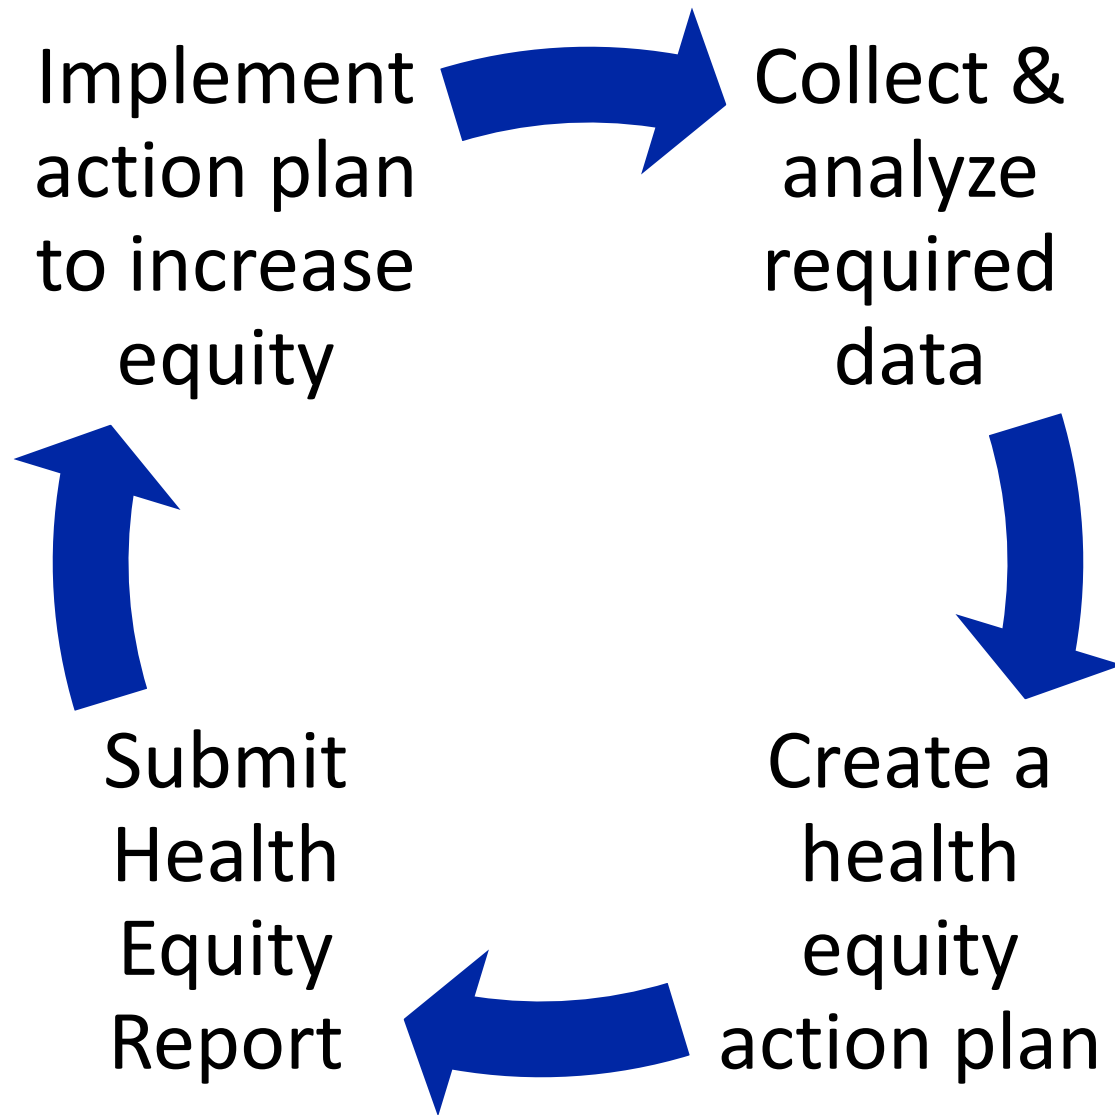 Implement
action plan
to increase
equity
Collect &
analyze
required
data
Create a
health
equity
action plan
Submit
Health
Equity
Report